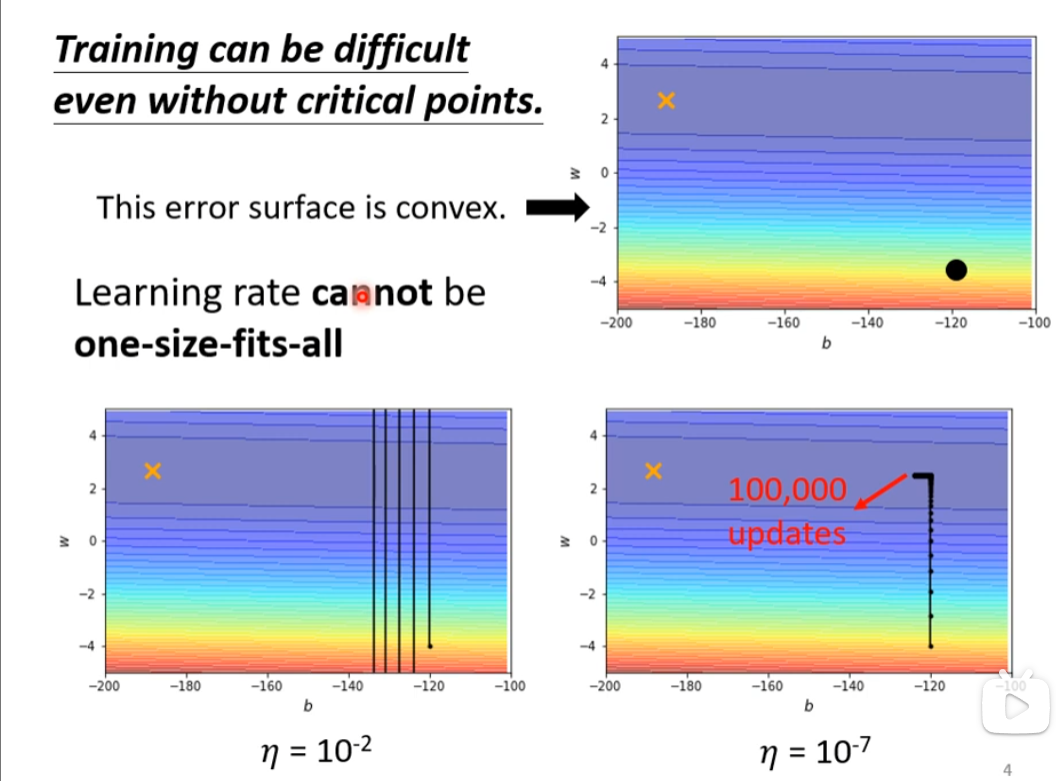 Training can be difficult
even without critical points.
This error surface is convex.
Learning rate cannot be
one-size-fits-all
4
2
0
−2
−4
w
−200 −180 −160 −140 −120 −100
b
4
2
0
−2
−4
w
−200 −180 −160 −140 −120 −100
b
η = 10⁻²
4
2
0
−2
−4
w
100,000
updates
−200 −180 −160 −140 −120 −100
b
η = 10⁻⁷
4